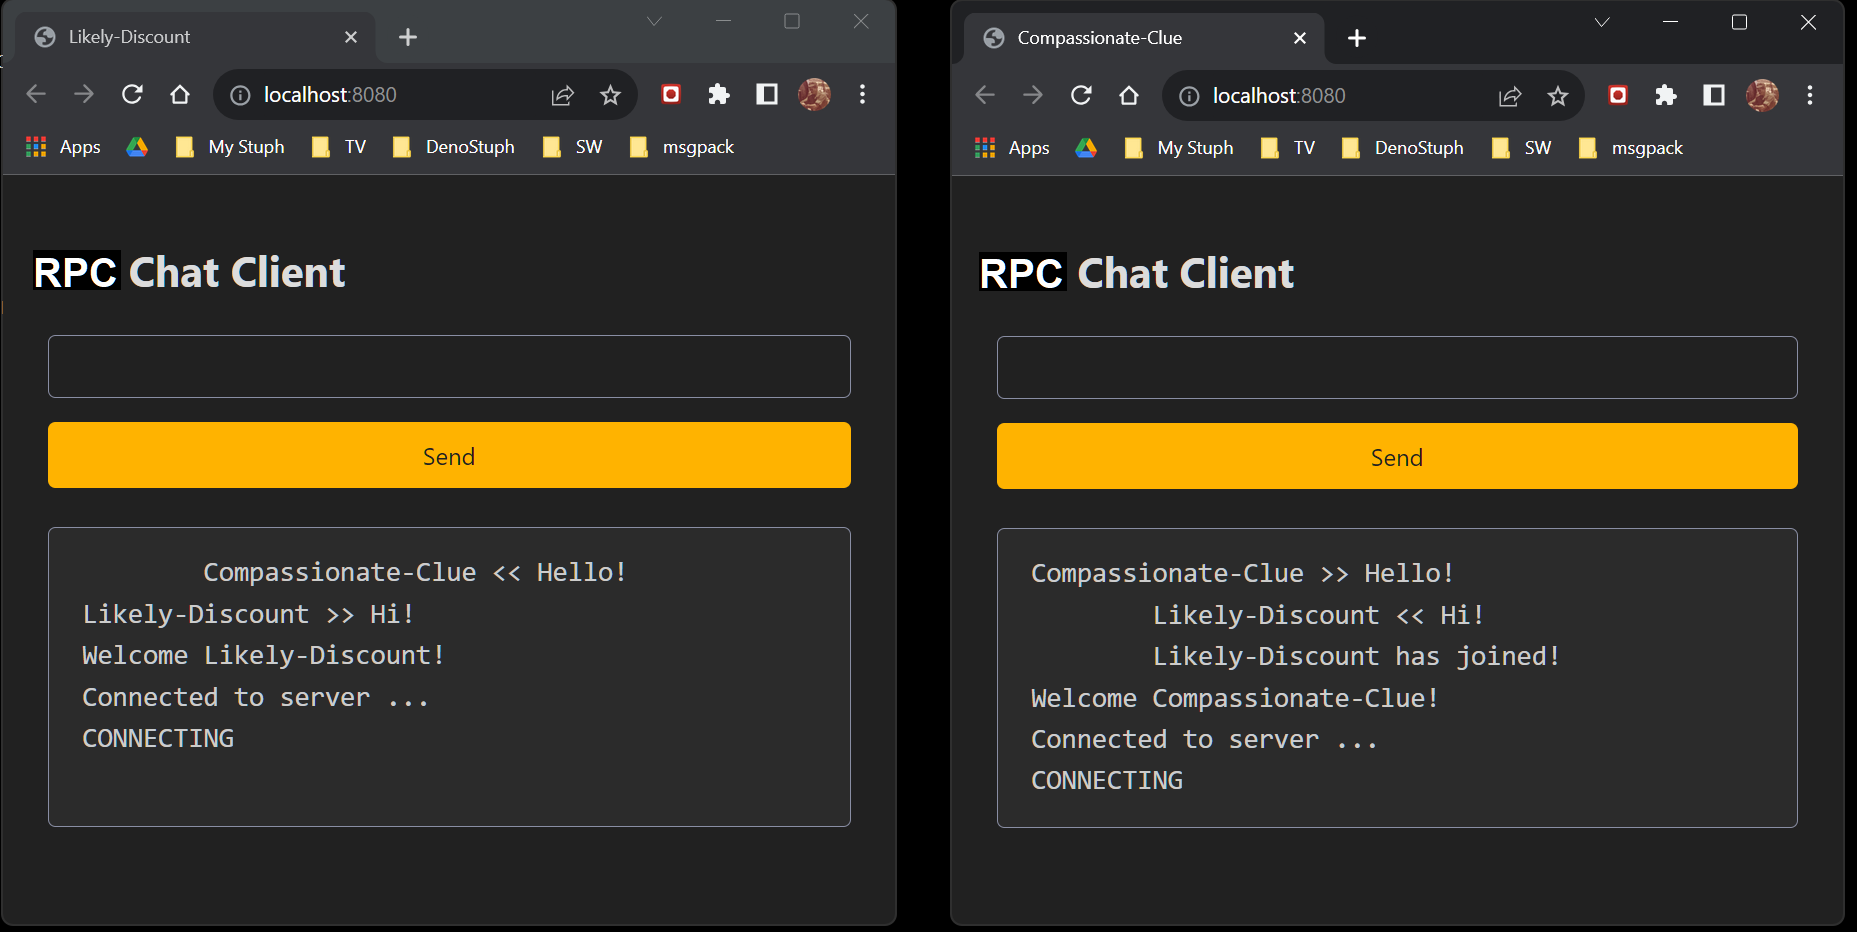 Likely-Discount
localhost:8080
Apps My Stuph TV DenoStuph SW msgpack
RPC Chat Client
Send
Compassionate-Clue << Hello!
Likely-Discount >> Hi!
Welcome Likely-Discount!
Connected to server ...
CONNECTING
Compassionate-Clue
localhost:8080
Apps My Stuph TV DenoStuph SW msgpack
RPC Chat Client
Send
Compassionate-Clue >> Hello!
Likely-Discount << Hi!
Likely-Discount has joined!
Welcome Compassionate-Clue!
Connected to server ...
CONNECTING